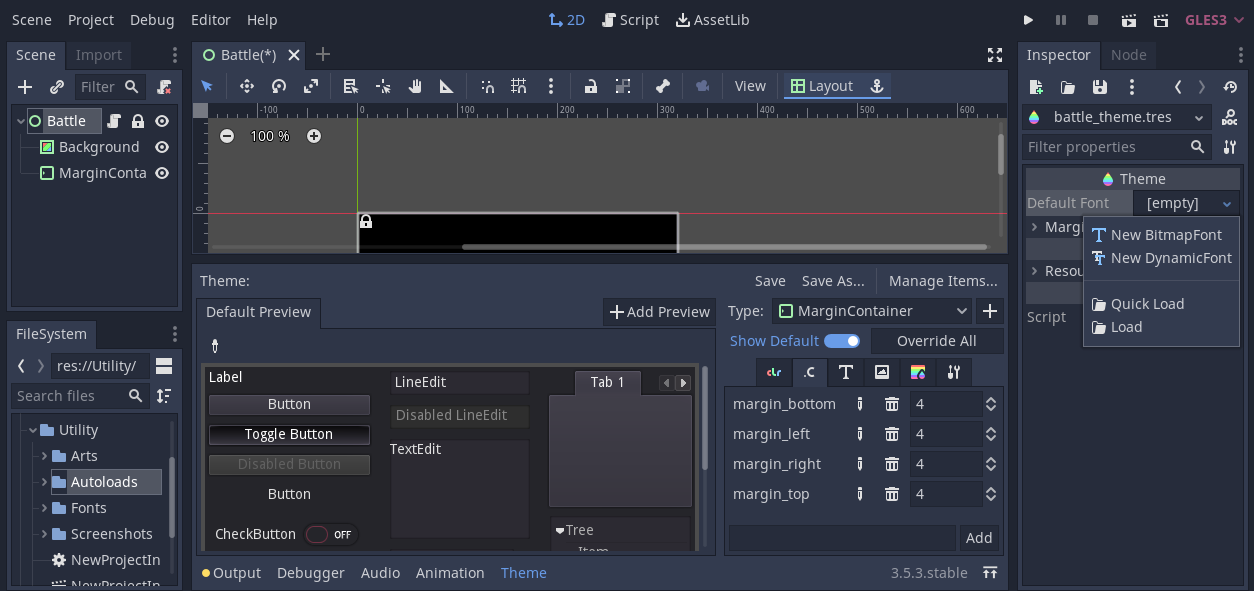 Scene Project Debug Editor Help
2D Script AssetLib
GLES3
Scene Import
Filter
Battle
Background
MarginConta
FileSystem
res://Utility/
Search files
Utility
Arts
Autoloads
Fonts
Screenshots
NewProjectIn
NewProjectIn
Battle(*)
View Layout
-100 0 100 200 300 400 500 600
100 %
0
Theme: Save Save As... Manage Items...
Default Preview
Add Preview
Label
Button
Toggle Button
Disabled Button
Button
CheckButton OFF
LineEdit
Disabled LineEdit
TextEdit
Tab 1
Tree
Item
Type: MarginContainer
Show Default Override All
clr .C
margin_bottom 4
margin_left 4
margin_right 4
margin_top 4
Add
Output Debugger Audio Animation Theme 3.5.3.stable
Inspector Node
battle_theme.tres
DOC
Filter properties
Theme
Default Font [empty]
Margi
Resou
Script
New BitmapFont
New DynamicFont
Quick Load
Load